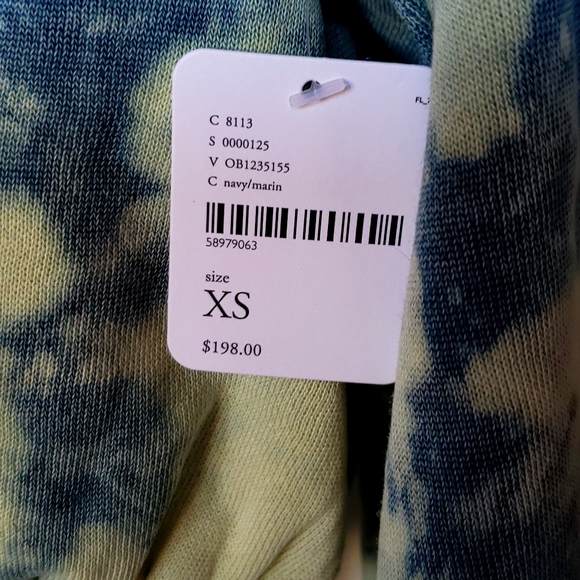 C 8113
S 0000125
V OB1235155
C navy/marin
58979063
size
XS
$198.00